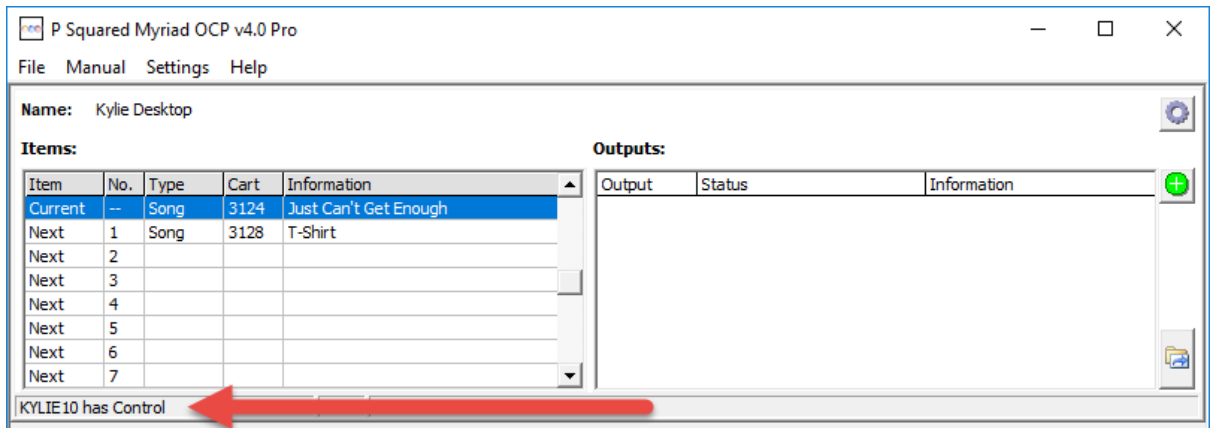 P Squared Myriad OCP v4.0 Pro
File Manual Settings Help
Name: Kylie Desktop
Items: Outputs:
Item No. Type Cart Information Output Status Information
Current -- Song 3124 Just Can't Get Enough
Next 1 Song 3128 T-Shirt
Next 2
Next 3
Next 4
Next 5
Next 6
Next 7
KYLIE10 has Control